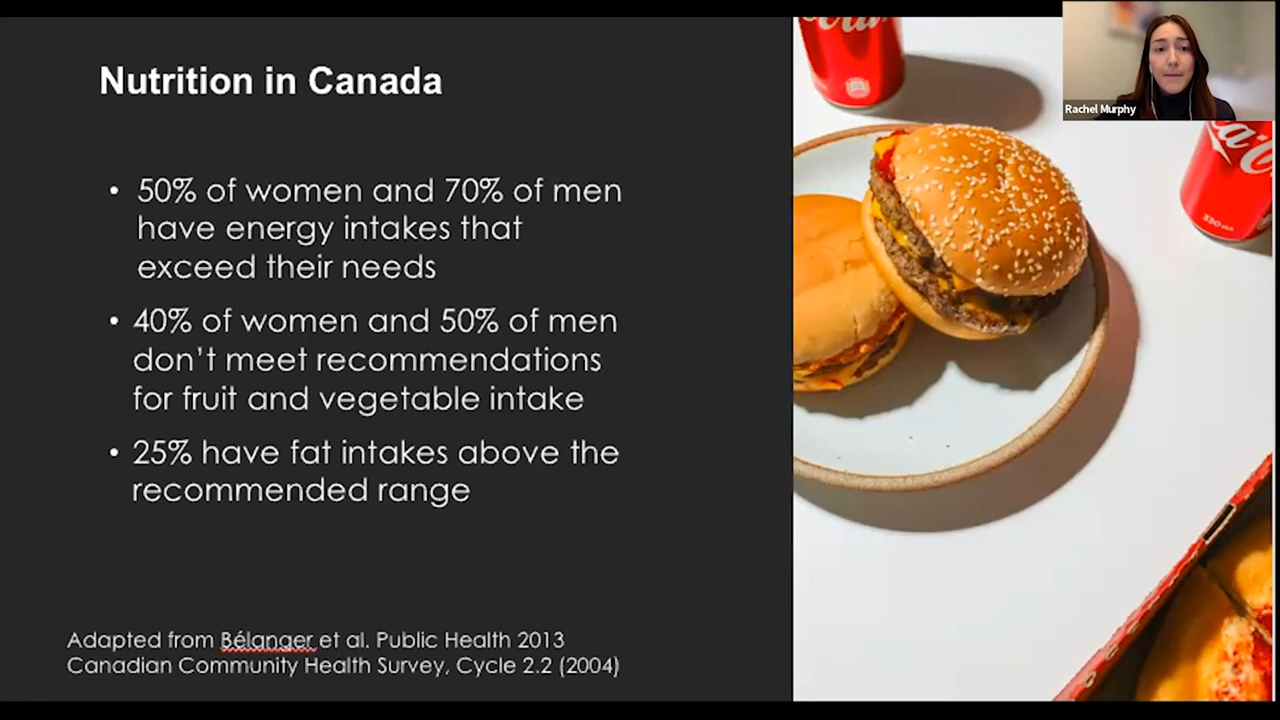 Nutrition in Canada
Rachel Murphy
• 50% of women and 70% of men
have energy intakes that
exceed their needs
• 40% of women and 50% of men
don't meet recommendations
for fruit and vegetable intake
• 25% have fat intakes above the
recommended range
Adapted from Bélanger et al. Public Health 2013
Canadian Community Health Survey, Cycle 2.2 (2004)